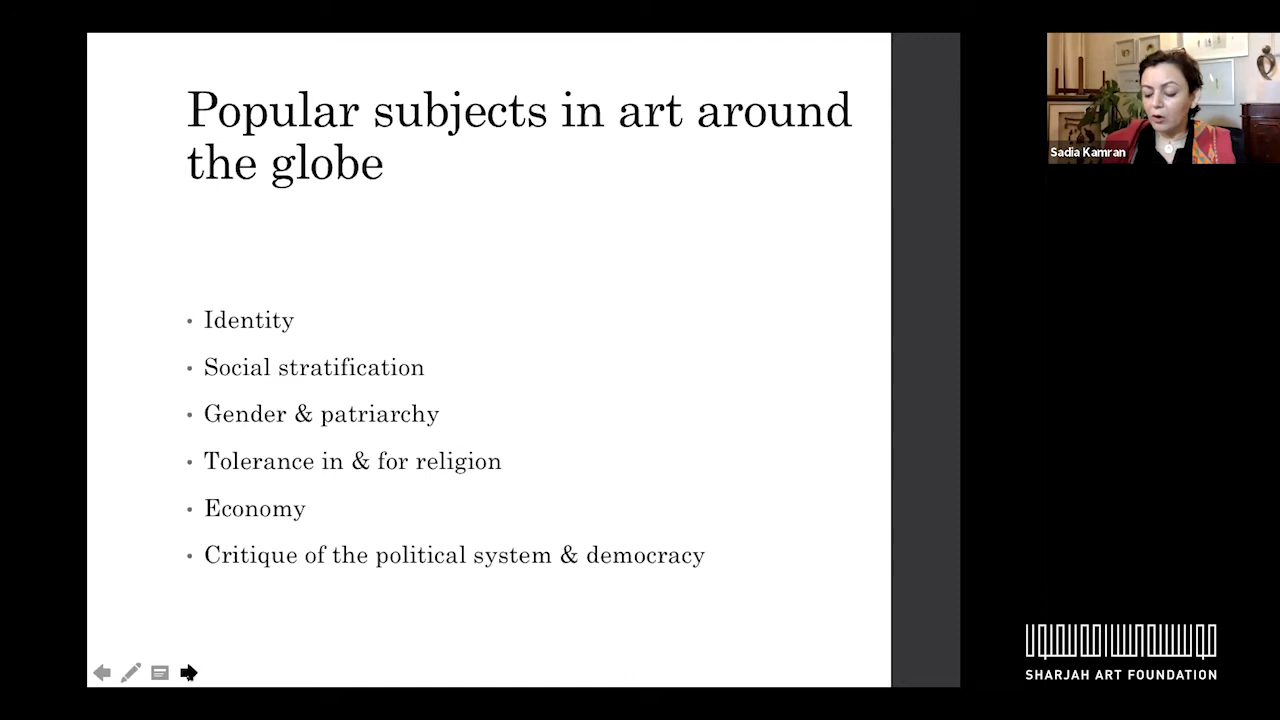 Popular subjects in art around
the globe
• Identity
• Social stratification
• Gender & patriarchy
• Tolerance in & for religion
• Economy
• Critique of the political system & democracy
Sadia Kamran
SHARJAH ART FOUNDATION